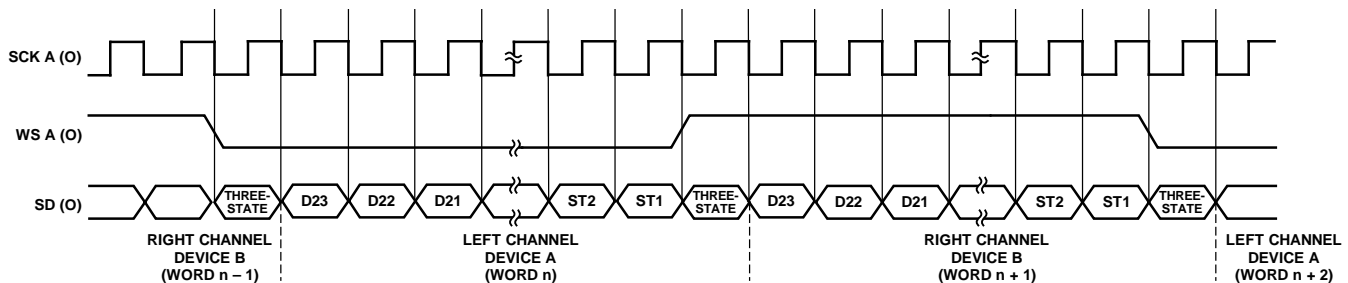 SCK A (O)
WS A (O)
SD (O)
THREE-
STATE
D23
D22
D21
ST2
ST1
THREE-
STATE
D23
D22
D21
ST2
ST1
THREE-
STATE
RIGHT CHANNEL
DEVICE B
(WORD n – 1)
LEFT CHANNEL
DEVICE A
(WORD n)
RIGHT CHANNEL
DEVICE B
(WORD n + 1)
LEFT CHANNEL
DEVICE A
(WORD n + 2)